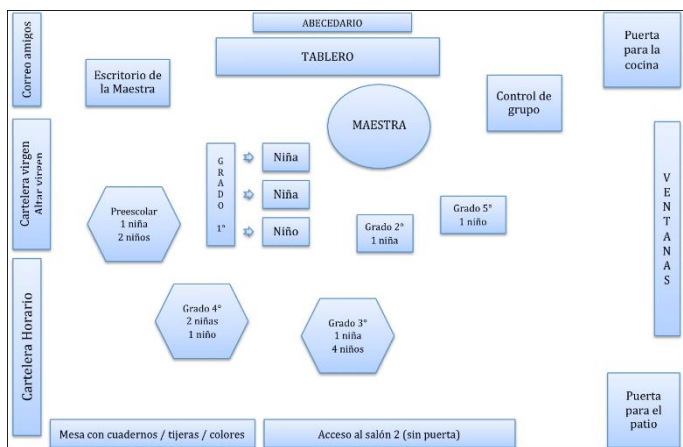 ABECEDARIO
Correo amigos
TABLERO
Puerta
para la
cocina
Escritorio de
la Maestra
Control de
grupo
MAESTRA
Cartelera virgen
Altar virgen
G
R
A
D
O
1°
Niña
Niña
Niño
V
E
N
T
A
N
A
S
Preescolar
1 niña
2 niños
Grado 2°
1 niña
Grado 5°
1 niño
Cartelera Horario
Grado 4°
2 niñas
1 niño
Grado 3°
1 niña
4 niños
Puerta
para el
patio
Mesa con cuadernos / tijeras / colores
Acceso al salón 2 (sin puerta)